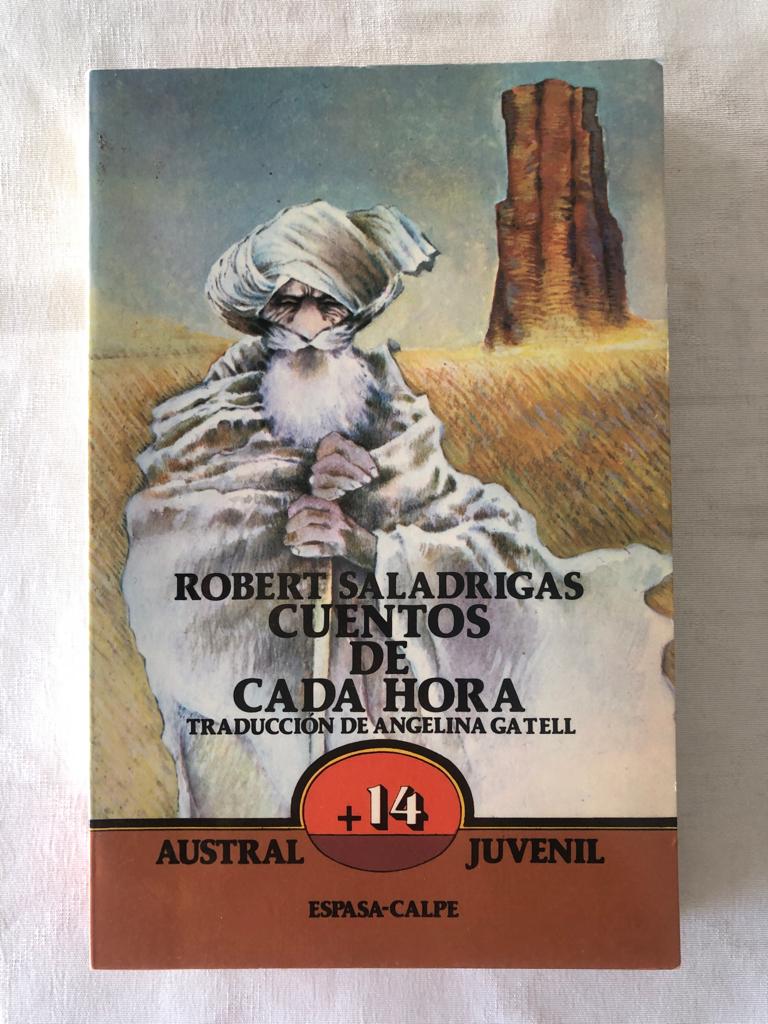 ROBERT SALADRIGAS
CUENTOS
DE
CADA HORA
TRADUCCIÓN DE ANGELINA GATELL
+14
AUSTRAL JUVENIL
ESPASA-CALPE